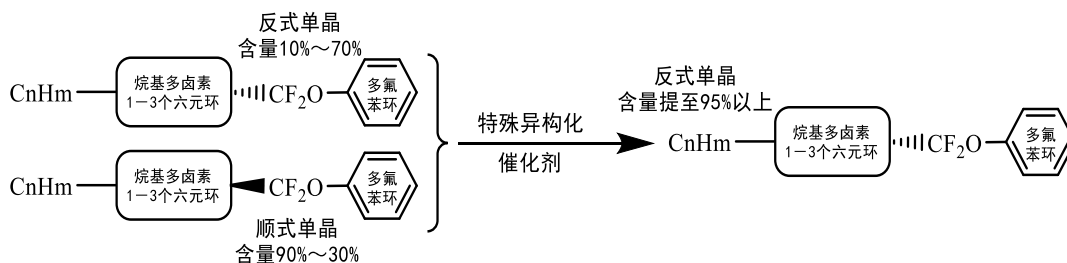 反式单晶
含量10%～70%
CnHm
烷基多卤素
1－3个六元环
CF2O
多氟
苯环
CnHm
烷基多卤素
1－3个六元环
CF2O
多氟
苯环
顺式单晶
含量90%～30%
特殊异构化
催化剂
反式单晶
含量提至95%以上
CnHm
烷基多卤素
1－3个六元环
CF2O
多氟
苯环